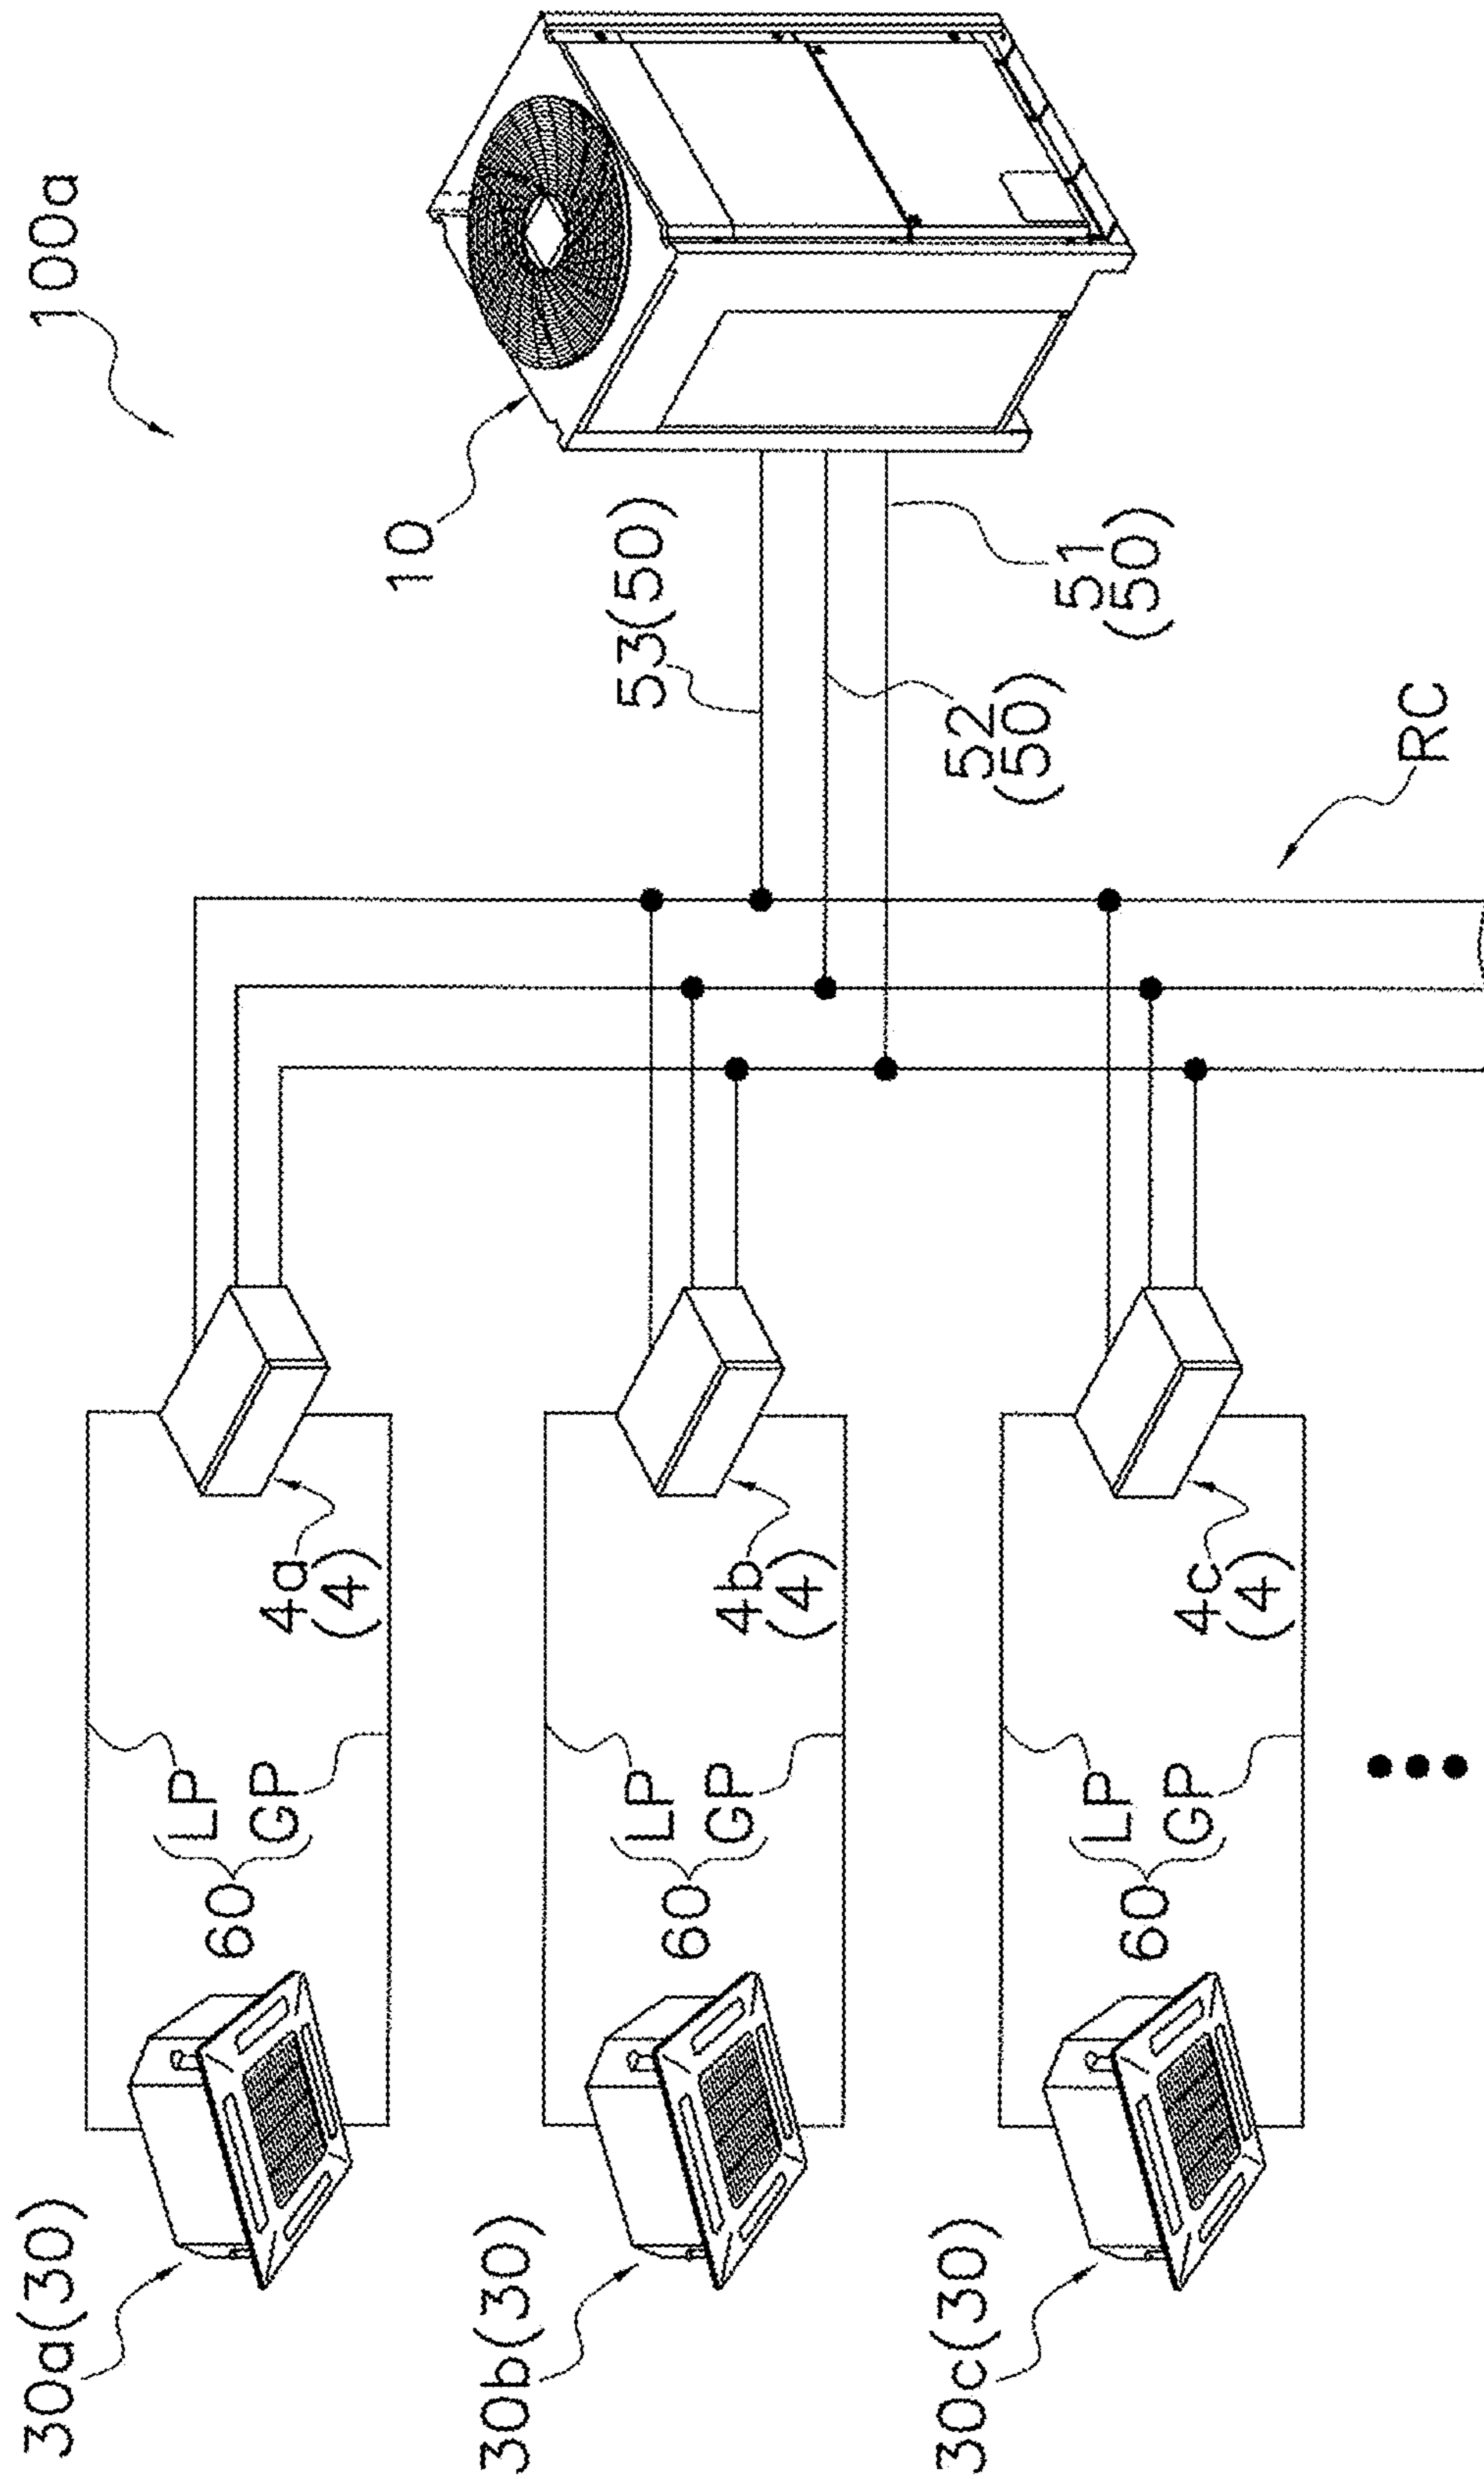 100a
10
53(50)
52
(50)
51
(50)
RC
4a
(4)
LP
GP
60
30a(30)
4b
(4)
LP
GP
60
30b(30)
4c
(4)
LP
GP
60
30c(30)